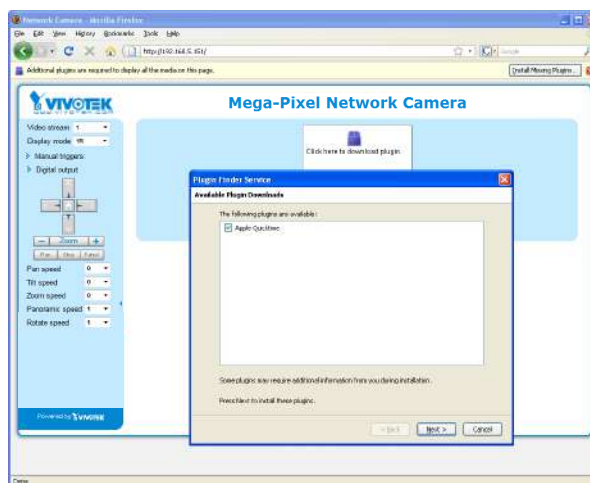 Network Camera - Mozilla Firefox
File Edit View History Bookmarks Tools Help
http://192.168.5.151/
Additional plugins are required to display all the media on this page.
Install Missing Plugins...
VIVOTEK
Mega-Pixel Network Camera
Video stream 1
Display mode
Manual triggers
Digital output
Click here to download plugin.
Plugin Finder Service
Available Plugin Downloads
The following plugins are available:
Apple Quicktime
Zoom
Pan Stop Patrol
Pan speed 0
Tilt speed 0
Zoom speed 0
Panoramic speed 1
Rotate speed 1
Some plugins may require additional information from you during installation.
Press Next to install these plugins.
Powered by VIVOTEK
< Back Next > Cancel
Done